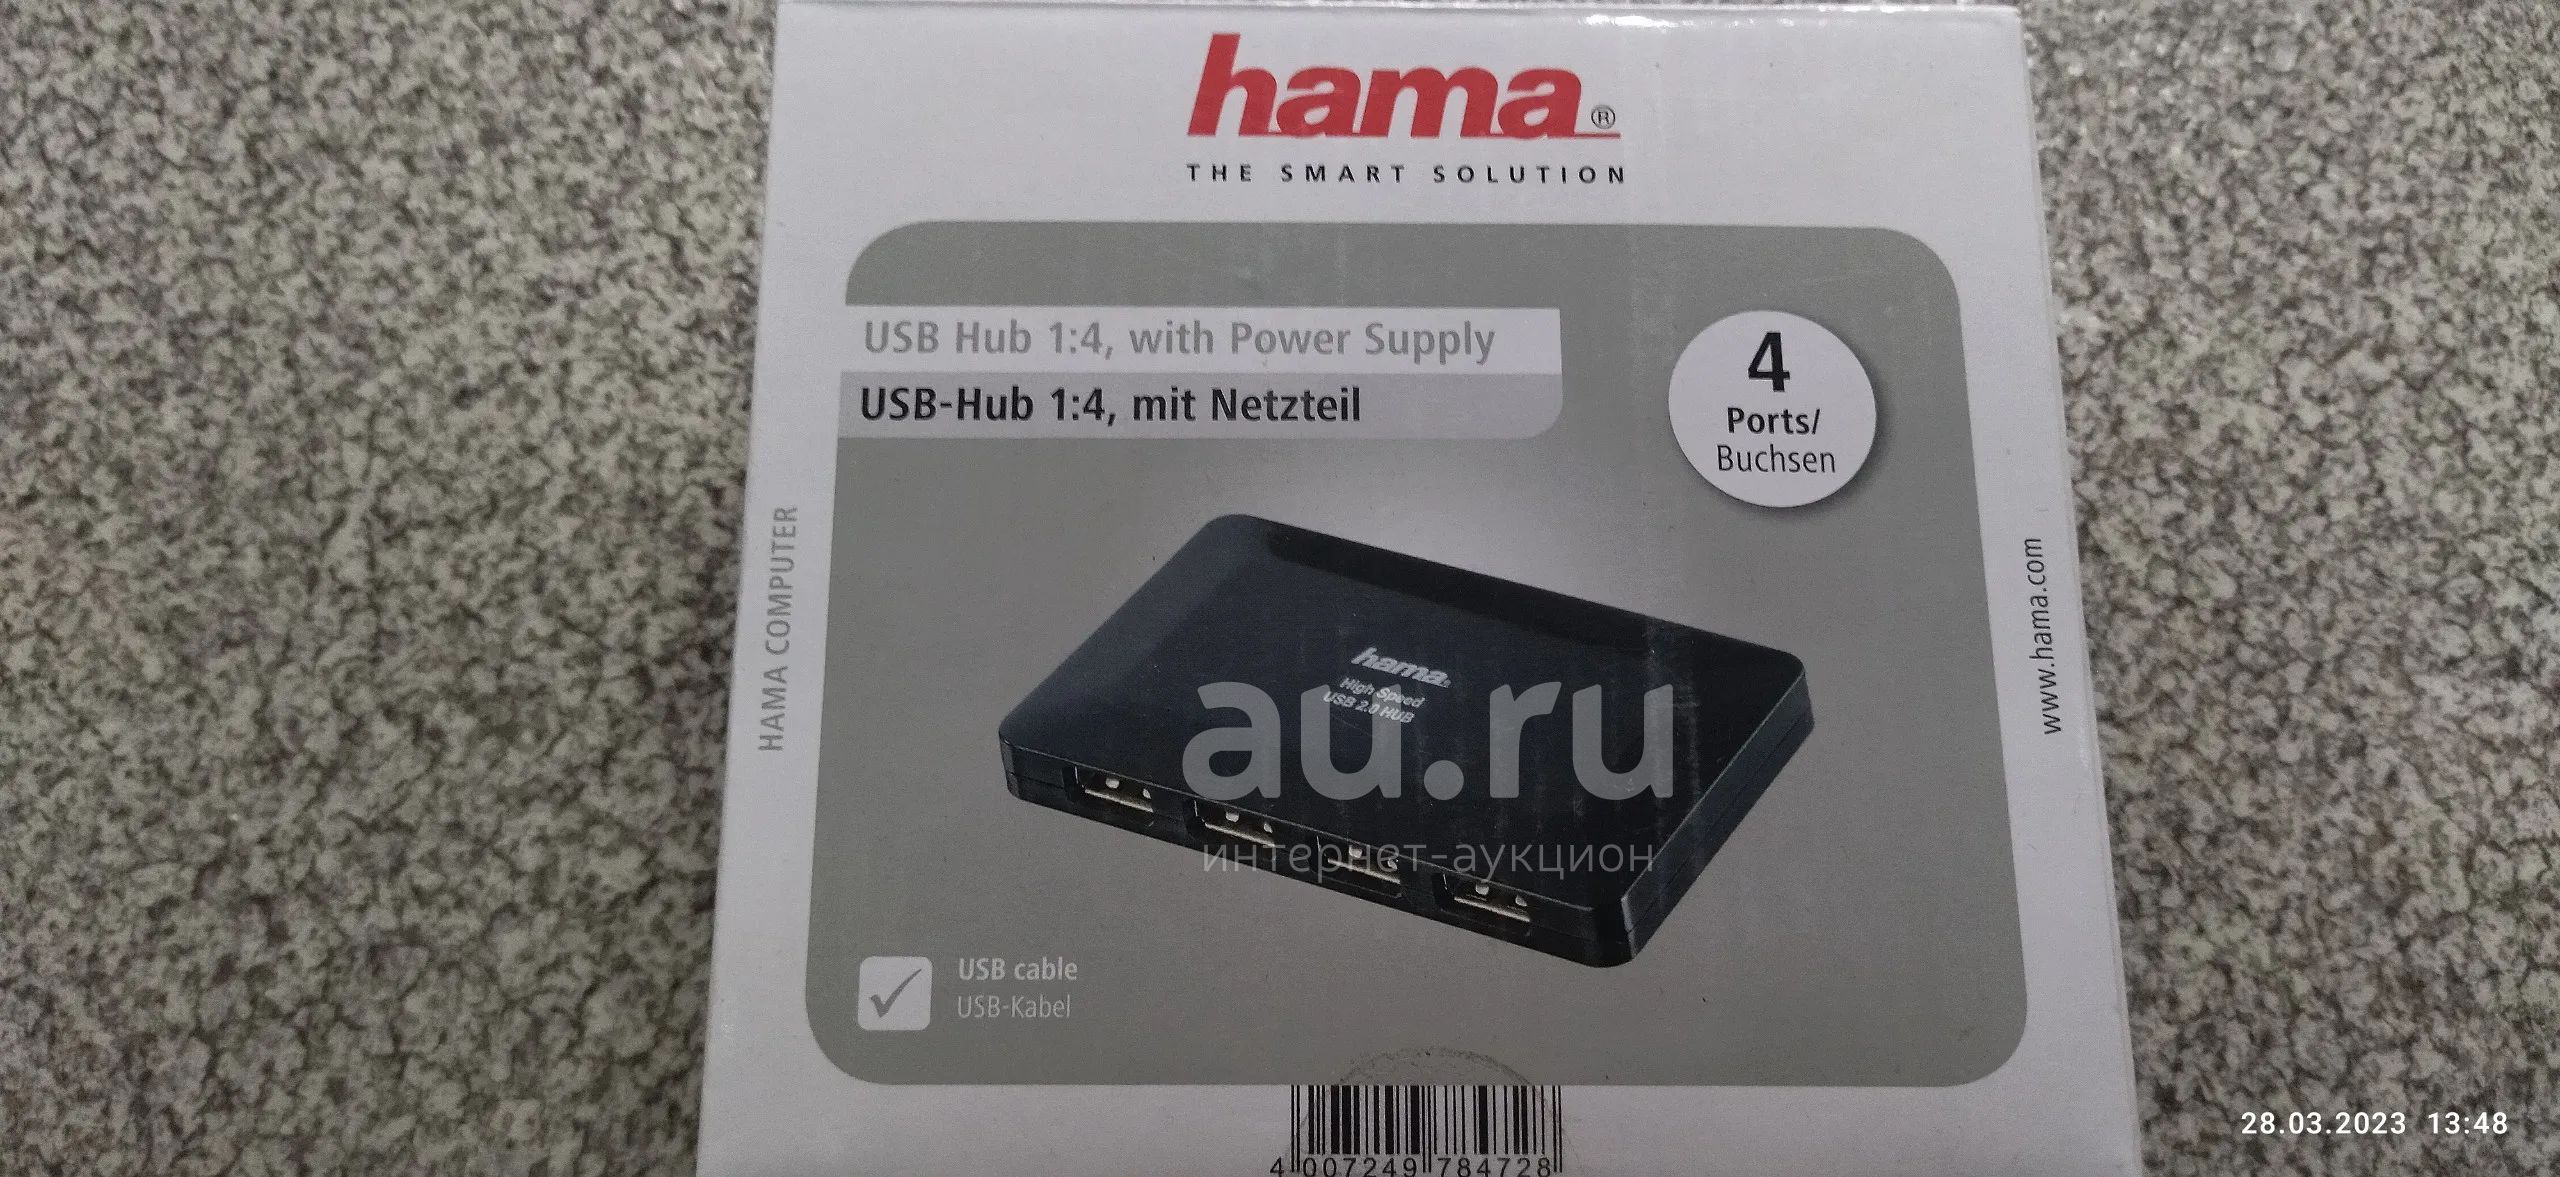 hama®
THE SMART SOLUTION
USB Hub 1:4, with Power Supply
USB-Hub 1:4, mit Netzteil
4
Ports/
Buchsen
HAMA COMPUTER
www.hama.com
hama®
High Speed
USB 2.0 HUB
au.ru
интернет-аукцион
USB cable
USB-Kabel
4 007249 784728
28.03.2023 13:48